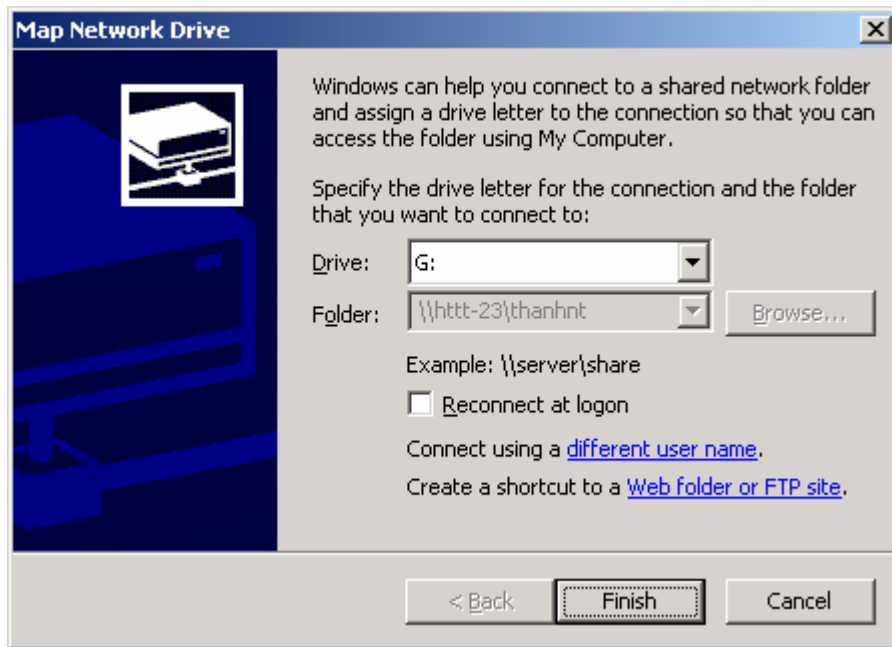 Map Network Drive
Windows can help you connect to a shared network folder
and assign a drive letter to the connection so that you can
access the folder using My Computer.
Specify the drive letter for the connection and the folder
that you want to connect to:
Drive: G:
Folder: \\httt-23\thanhnt Browse...
Example: \\server\share
Reconnect at logon
Connect using a different user name.
Create a shortcut to a Web folder or FTP site.
< Back Finish Cancel